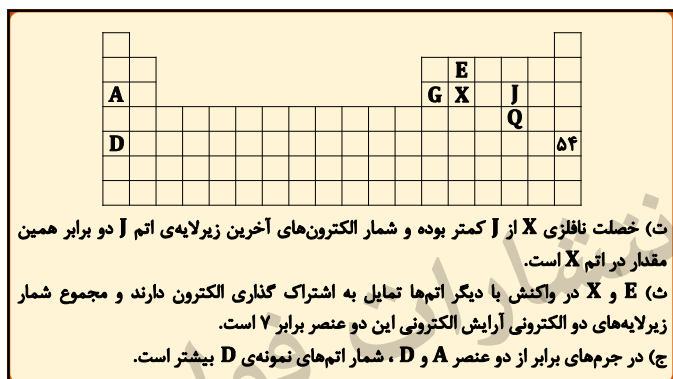 E
A G X J
Q
D ۵۴
ت) خصلت نافلزی X از J کمتر بوده و شمار الکترون‌های آخرین زیرلایه‌ی اتم J دو برابر همین
مقدار در اتم X است.
ث) E و X در واکنش با دیگر اتم‌ها تمایل به اشتراک گذاری الکترون دارند و مجموع شمار
زیرلایه‌های دو الکترونی آرایش الکترونی این دو عنصر برابر ۷ است.
ج) در جرم‌های برابر از دو عنصر A و D ، شمار اتم‌های نمونه‌ی D بیشتر است.